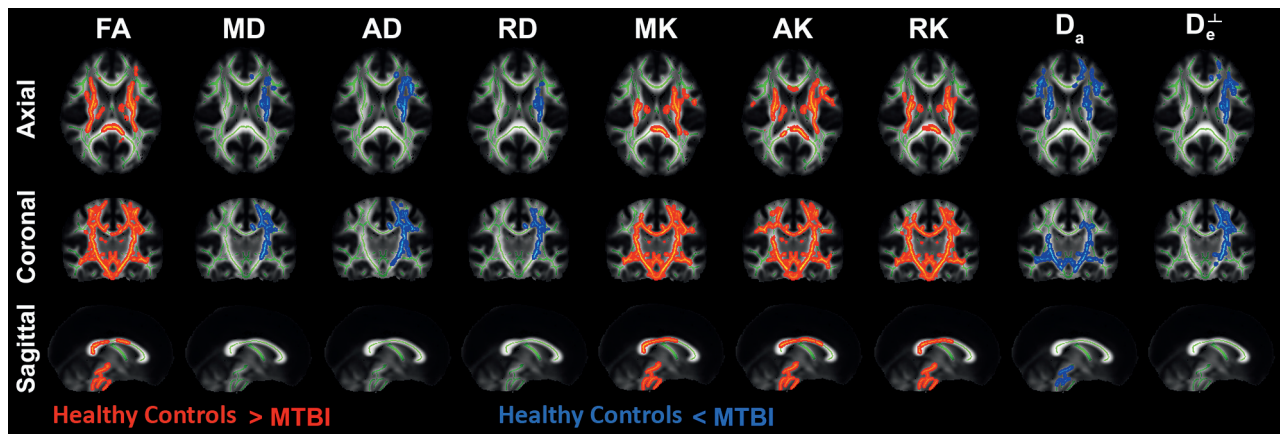 FA MD AD RD MK AK RK Dₐ Dₑ⊥
Axial
Coronal
Sagittal
Healthy Controls > MTBI
Healthy Controls < MTBI